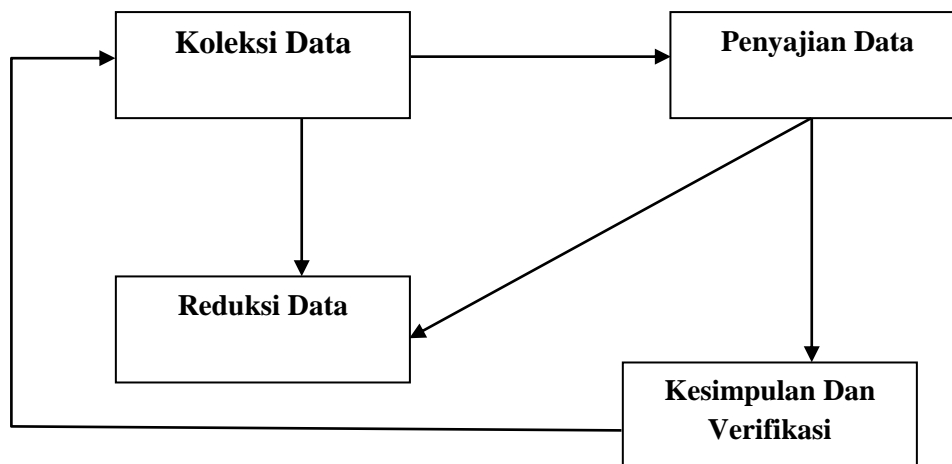 Koleksi Data
Penyajian Data
Reduksi Data
Kesimpulan Dan
Verifikasi